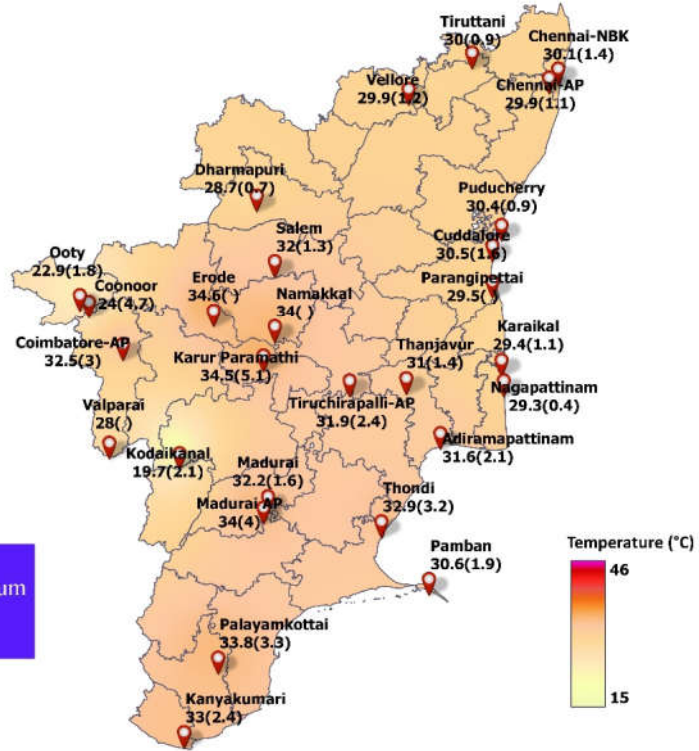 Tiruttani
30(0.9)
Chennai-NBK
30.1(1.4)
Vellore
29.9(1.2)
Chennai-AP
29.9(1.1)
Dharmapuri
28.7(0.7)
Puducherry
30.4(0.9)
Salem
32(1.3)
Cuddalore
30.5(1.6)
Ooty
22.9(1.8)
Coonoor
24(4.7)
Erode
34.6( )
Namakkal
34( )
Parangipettai
29.5( )
Karaikal
29.4(1.1)
Coimbatore-AP
32.5(3)
Karur Paramathi
34.5(5.1)
Thanjavur
31(1.4)
Nagapattinam
29.3(0.4)
Tiruchirapalli-AP
31.9(2.4)
Valparai
28( )
Adiramapattinam
31.6(2.1)
Kodaikanal
19.7(2.1)
Madurai
32.2(1.6)
Madurai AP
34(4)
Thondi
32.9(3.2)
Pamban
30.6(1.9)
Temperature (°C)
46
15
Palayamkottai
33.8(3.3)
Kanyakumari
33(2.4)